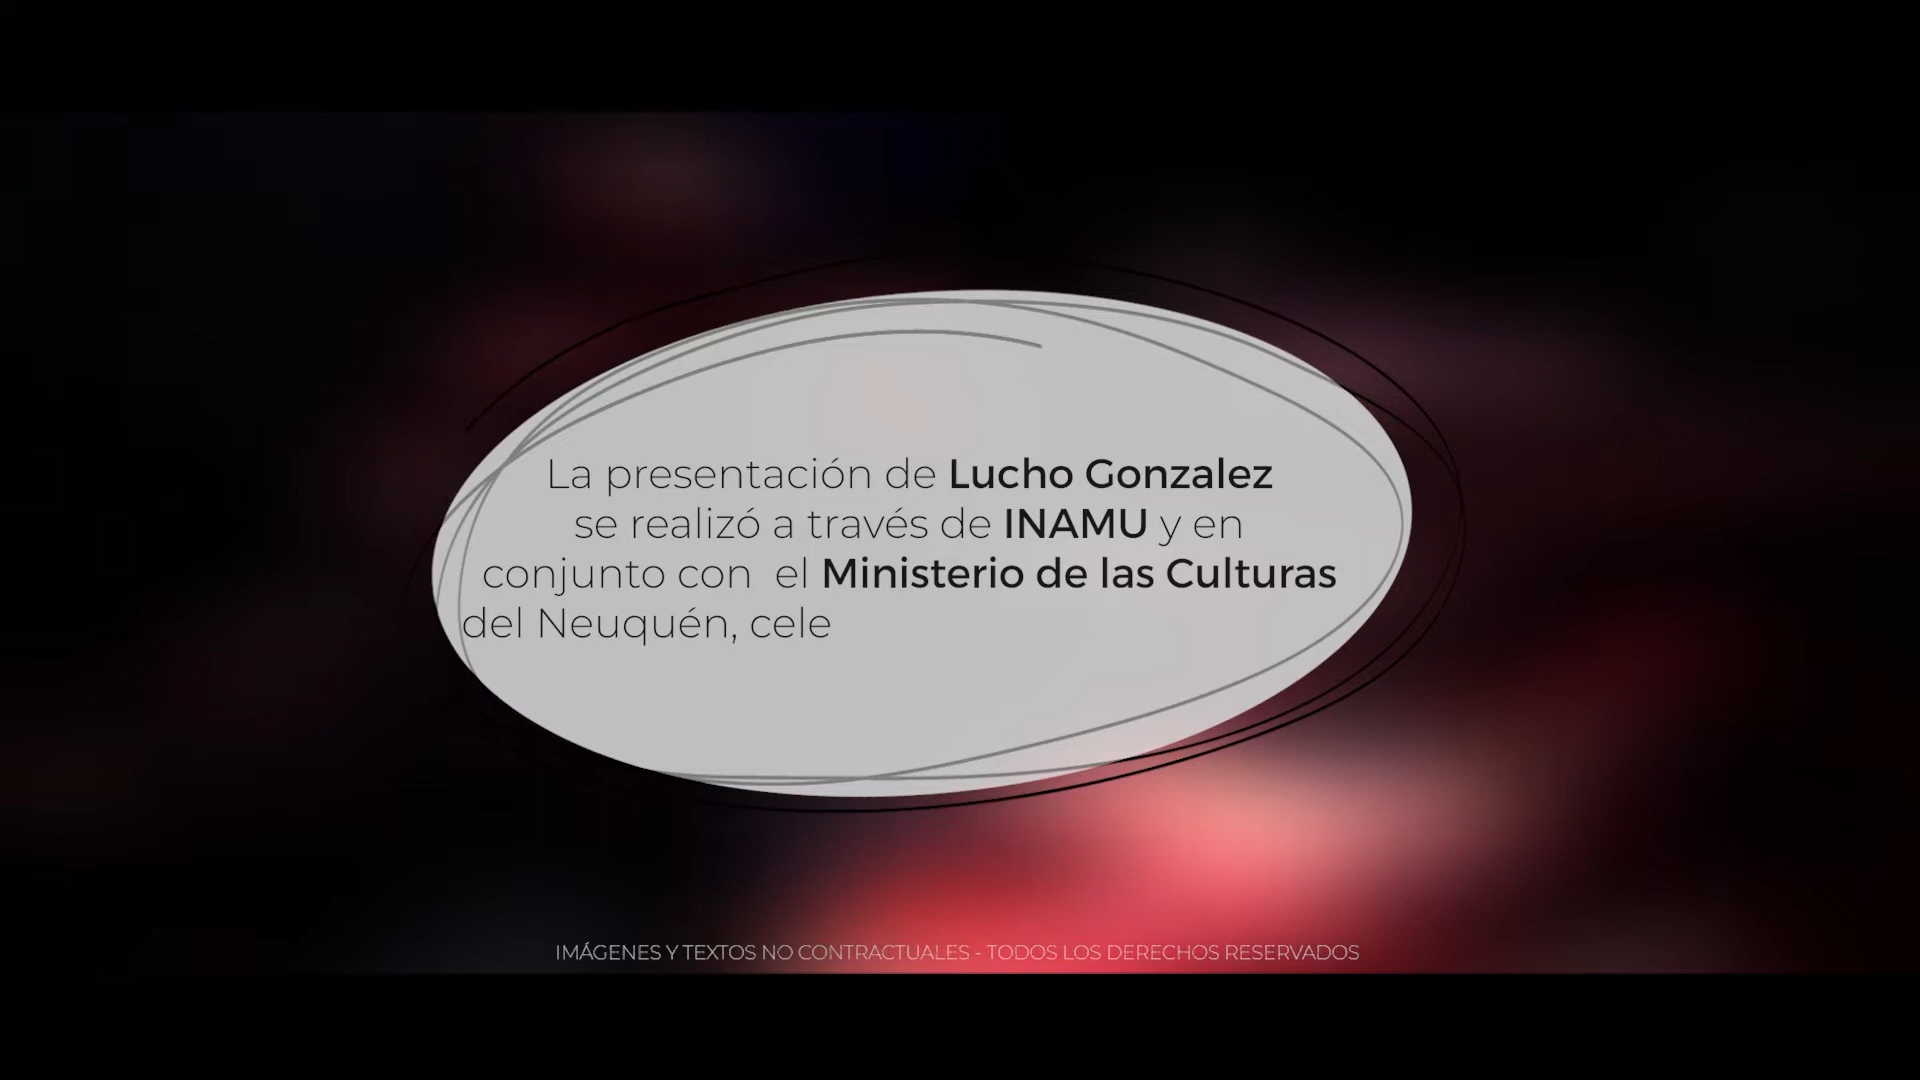 La presentación de Lucho Gonzalez
se realizó a través de INAMU y en
conjunto con  el Ministerio de las Culturas
del Neuquén, cele
IMÁGENES Y TEXTOS NO CONTRACTUALES - TODOS LOS DERECHOS RESERVADOS